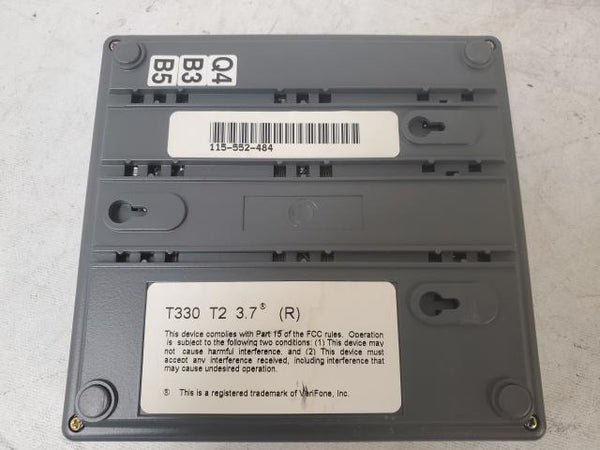 Q4
B3
B5
115-552-484
T330 T2 3.7® (R)
This device complies with Part 15 of the FCC rules. Operation
is subject to the following two conditions: (1) This device may
not cause harmful interference, and (2) This device must
accept any interference received, including interference that
may cause undesired operation.
® This is a registered trademark of VeriFone, Inc.